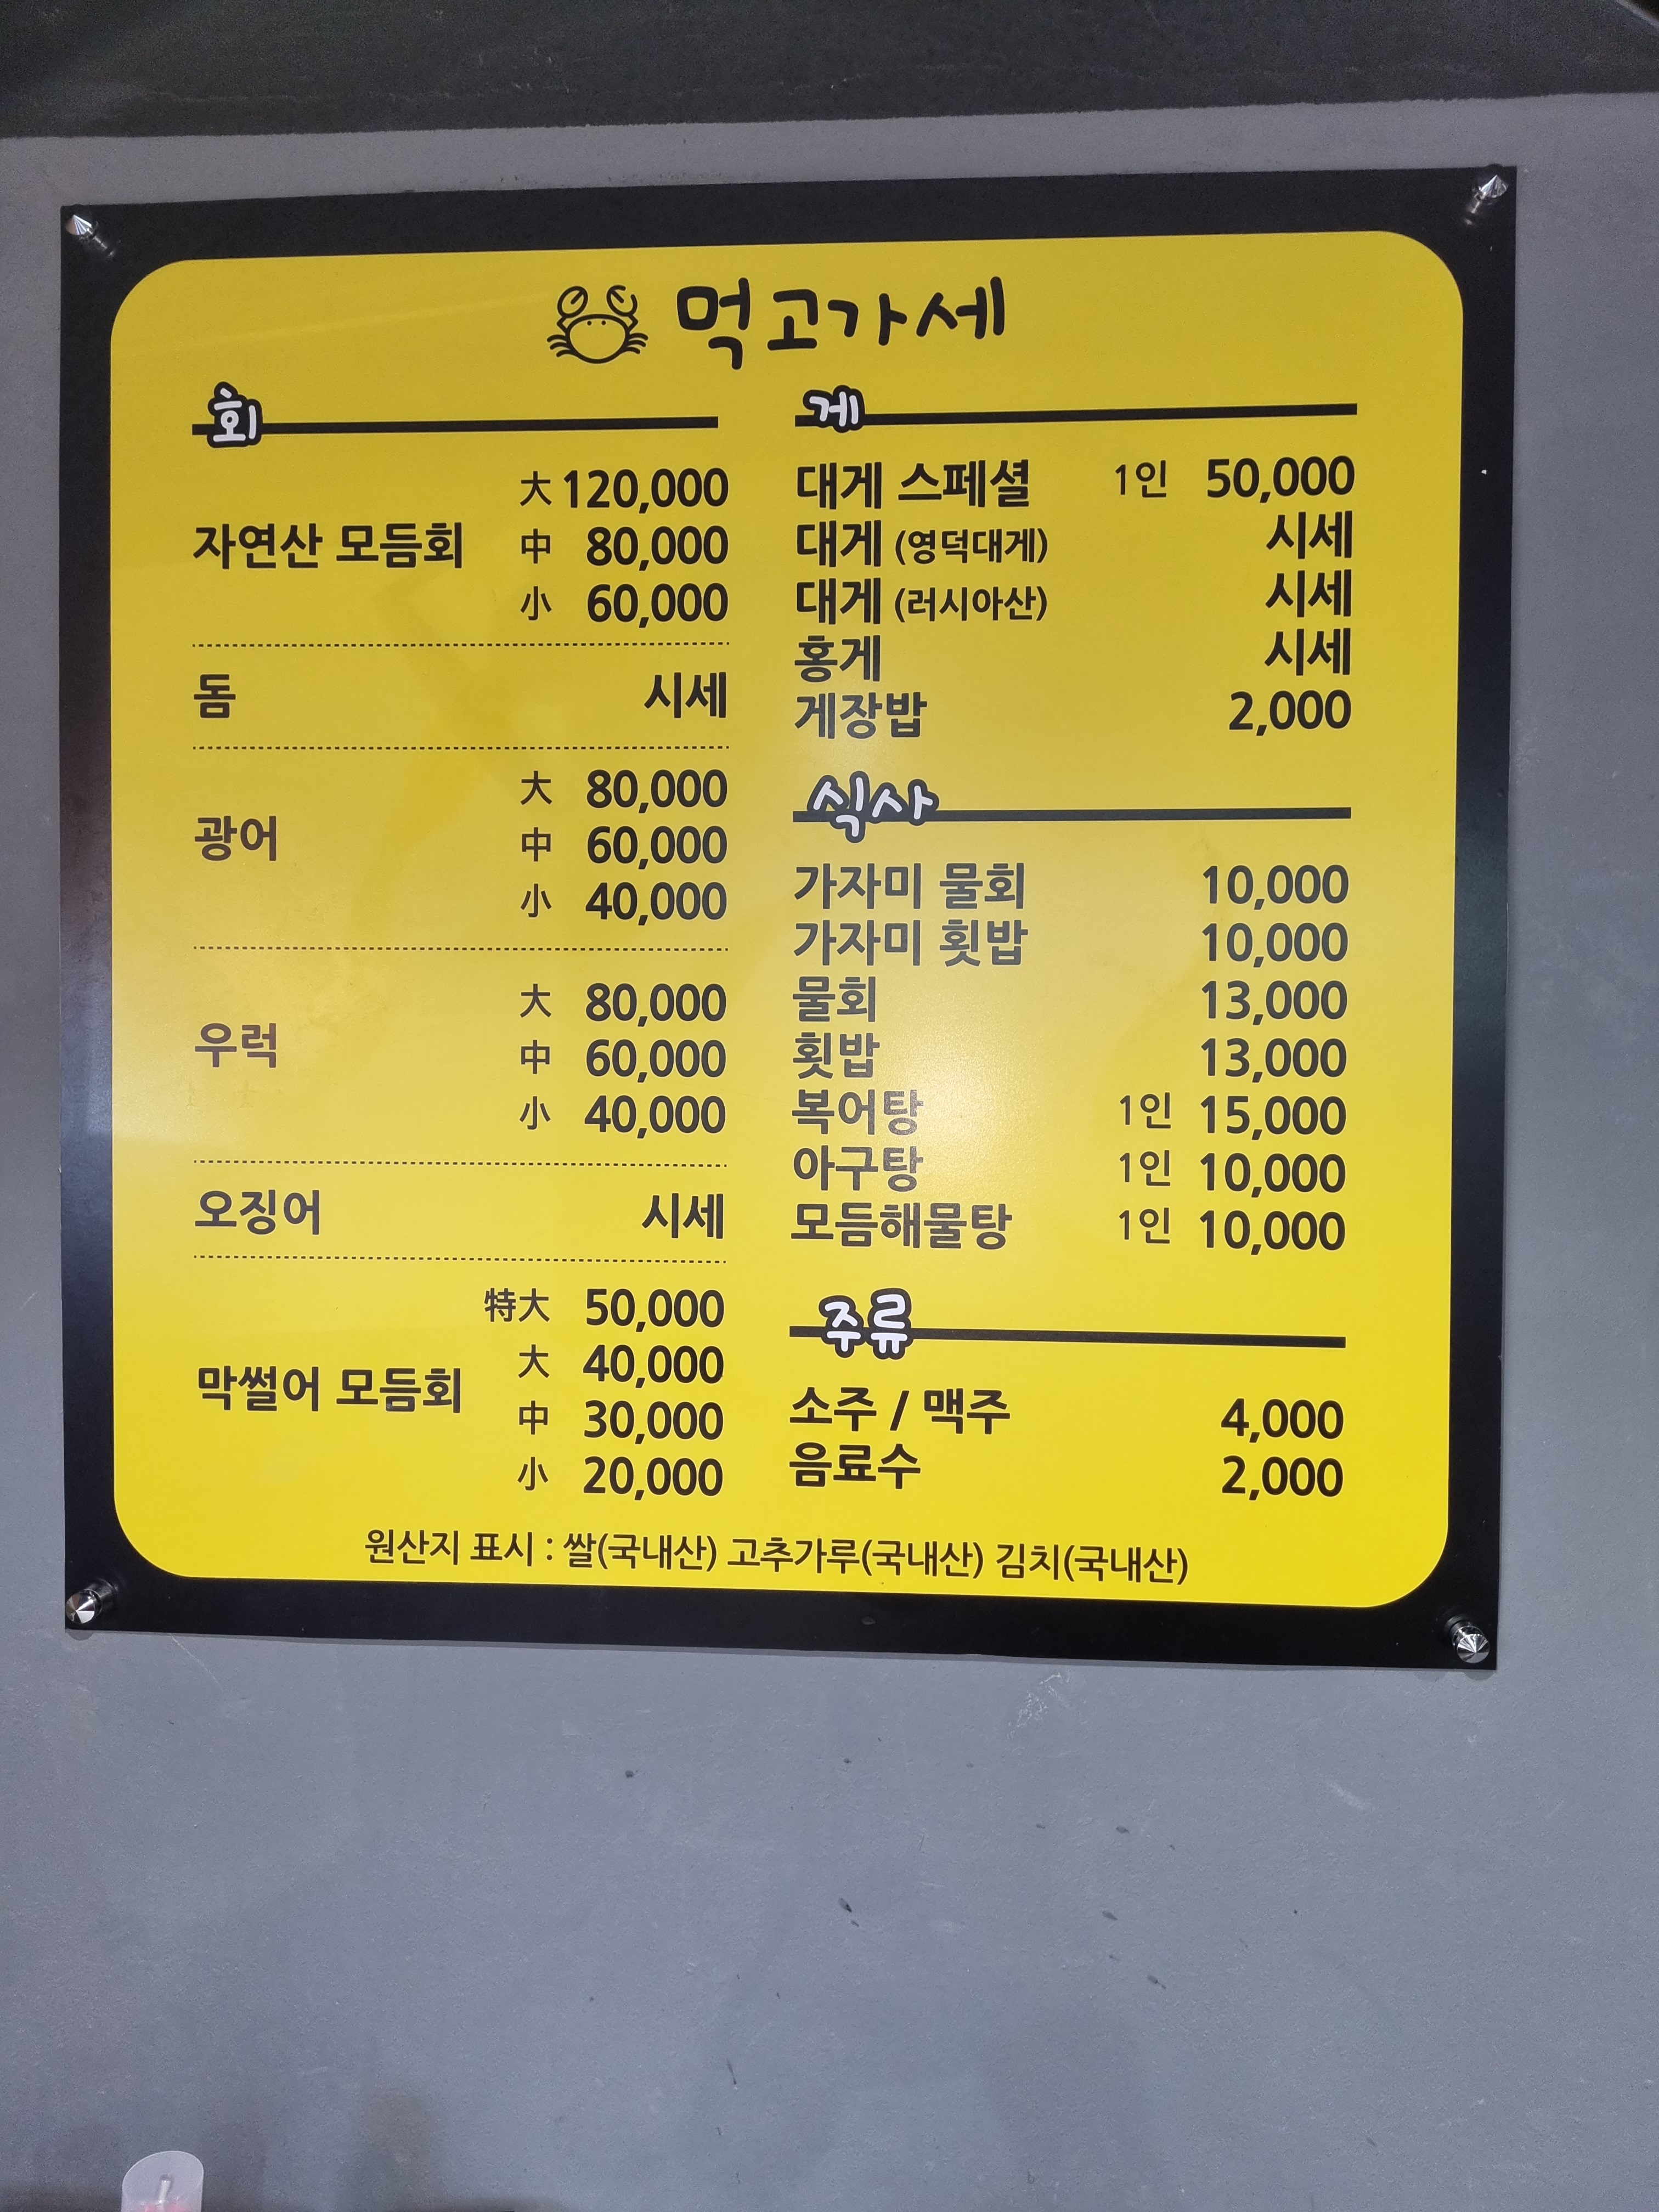 먹고가세
회
大 120,000
자연산 모듬회 中 80,000
小 60,000
돔 시세
大 80,000
광어 中 60,000
小 40,000
大 80,000
우럭 中 60,000
小 40,000
오징어 시세
特大 50,000
大 40,000
막썰어 모듬회
中 30,000
小 20,000
게
대게 스페셜 1인 50,000
대게 (영덕대게) 시세
대게 (러시아산) 시세
홍게 시세
게장밥 2,000
식사
가자미 물회 10,000
가자미 횟밥 10,000
물회 13,000
횟밥 13,000
복어탕 1인 15,000
아구탕 1인 10,000
모듬해물탕 1인 10,000
주류
소주 / 맥주 4,000
음료수 2,000
원산지 표시 : 쌀(국내산) 고추가루(국내산) 김치(국내산)